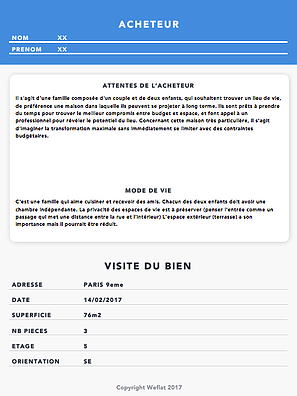 ACHETEUR
NOM XX
PRENOM XX
ATTENTES DE L'ACHETEUR
Il s'agit d'une famille composée d'un couple et de deux enfants, qui souhaitent trouver un lieu de vie,
de préférence une maison dans laquelle ils peuvent se projeter à long terme. Ils sont prêts à prendre
du temps pour trouver le meilleur compromis entre budget et espace, et font appel à un
professionnel pour révéler le potentiel du lieu. Concernant cette maison très particulière, il s'agit
d'imaginer la transformation maximale sans immédiatement se limiter avec des contraintes
budgétaires.
MODE DE VIE
C'est une famille qui aime cuisiner et recevoir des amis. Chacun des deux enfants doit avoir une
chambre indépendante. La privacité des espaces de vie est à préserver (penser l'entrée comme un
passage qui met une distance entre la rue et l'intérieur) L'espace extérieur (terrasse) a son
importance mais il pourrait être réduit.
VISITE DU BIEN
ADRESSE PARIS 9eme
DATE 14/02/2017
SUPERFICIE 76m2
NB PIECES 3
ETAGE 5
ORIENTATION SE
Copyright Weflat 2017